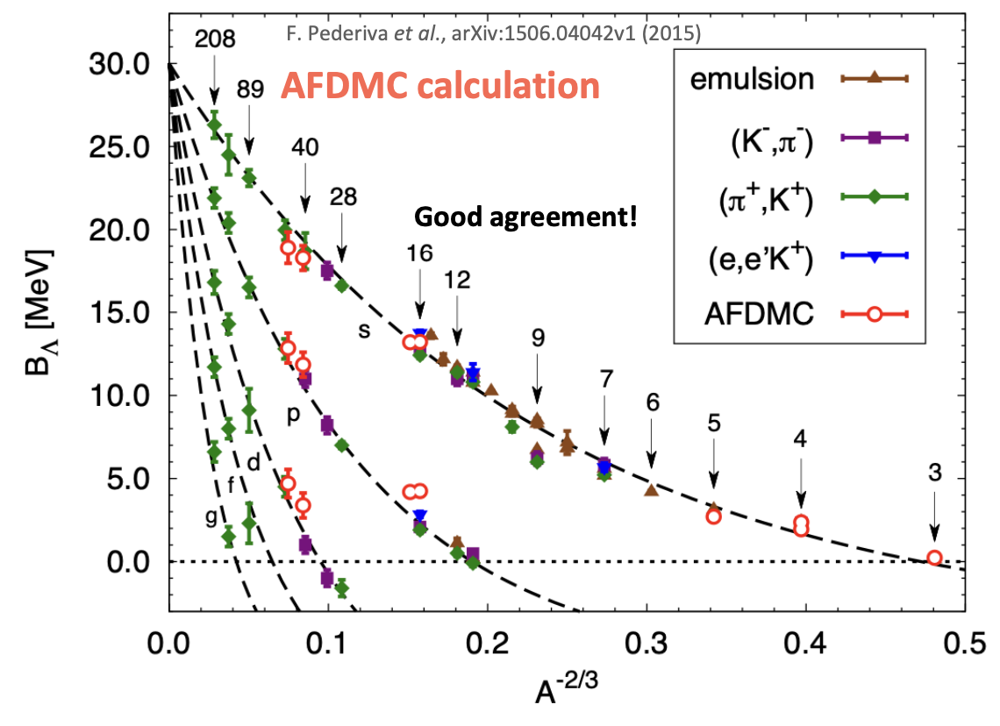 F. Pederiva et al., arXiv:1506.04042v1 (2015)
AFDMC calculation
Good agreement!
emulsion
(K⁻,π⁻)
(π⁺,K⁺)
(e,e'K⁺)
AFDMC
208
89
40
28
16
12
9
7
6
5
4
3
s
p
d
f
g
B_Λ [MeV]
30.0
25.0
20.0
15.0
10.0
5.0
0.0
0.0 0.1 0.2 0.3 0.4 0.5
A⁻²/³